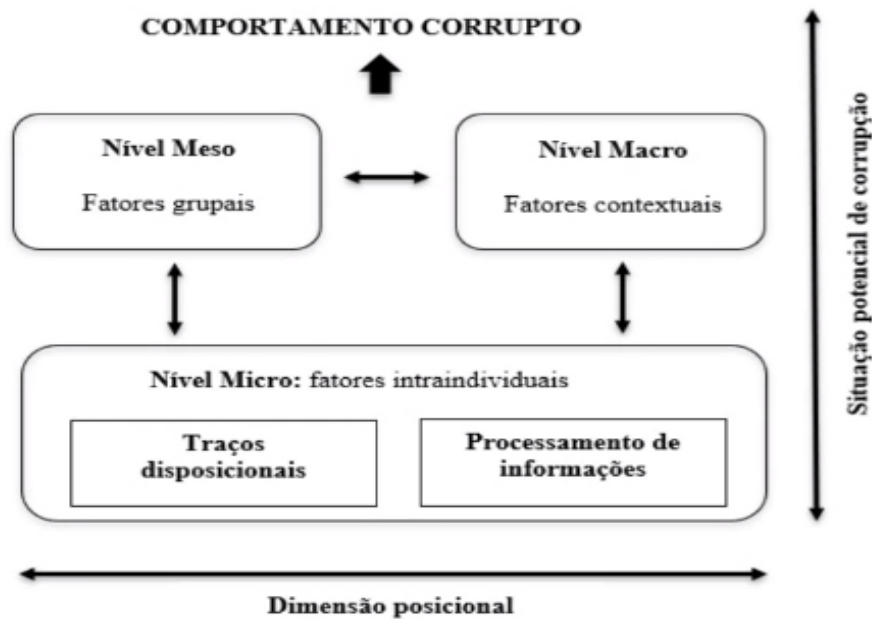 COMPORTAMENTO CORRUPTO
Nível Meso
Fatores grupais
Nível Macro
Fatores contextuais
Nível Micro: fatores intraindividuais
Traços
disposicionais
Processamento de
informações
Dimensão posicional
Situação potencial de corrupção